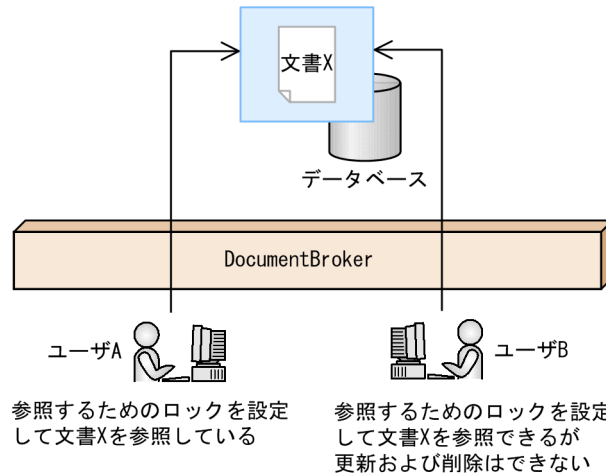 文書X
データベース
DocumentBroker
ユーザA
ユーザB
参照するためのロックを設定
して文書Xを参照している
参照するためのロックを設定
して文書Xを参照できるが
更新および削除はできない